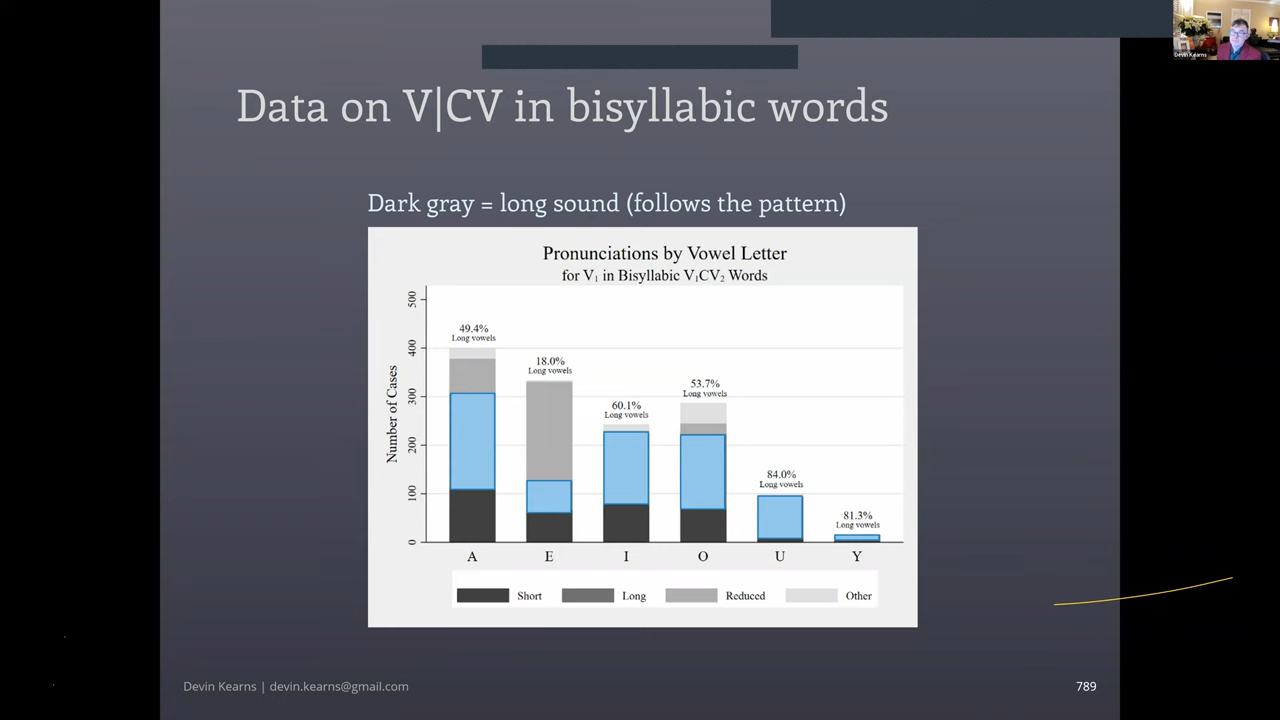 Devin Kearns
Data on V|CV in bisyllabic words
Dark gray = long sound (follows the pattern)
Pronunciations by Vowel Letter
for V₁ in Bisyllabic V₁CV₂ Words
Number of Cases
500
400
300
200
100
0
49.4%
Long vowels
18.0%
Long vowels
60.1%
Long vowels
53.7%
Long vowels
84.0%
Long vowels
81.3%
Long vowels
A E I O U Y
Short Long Reduced Other
Devin Kearns | devin.kearns@gmail.com
789